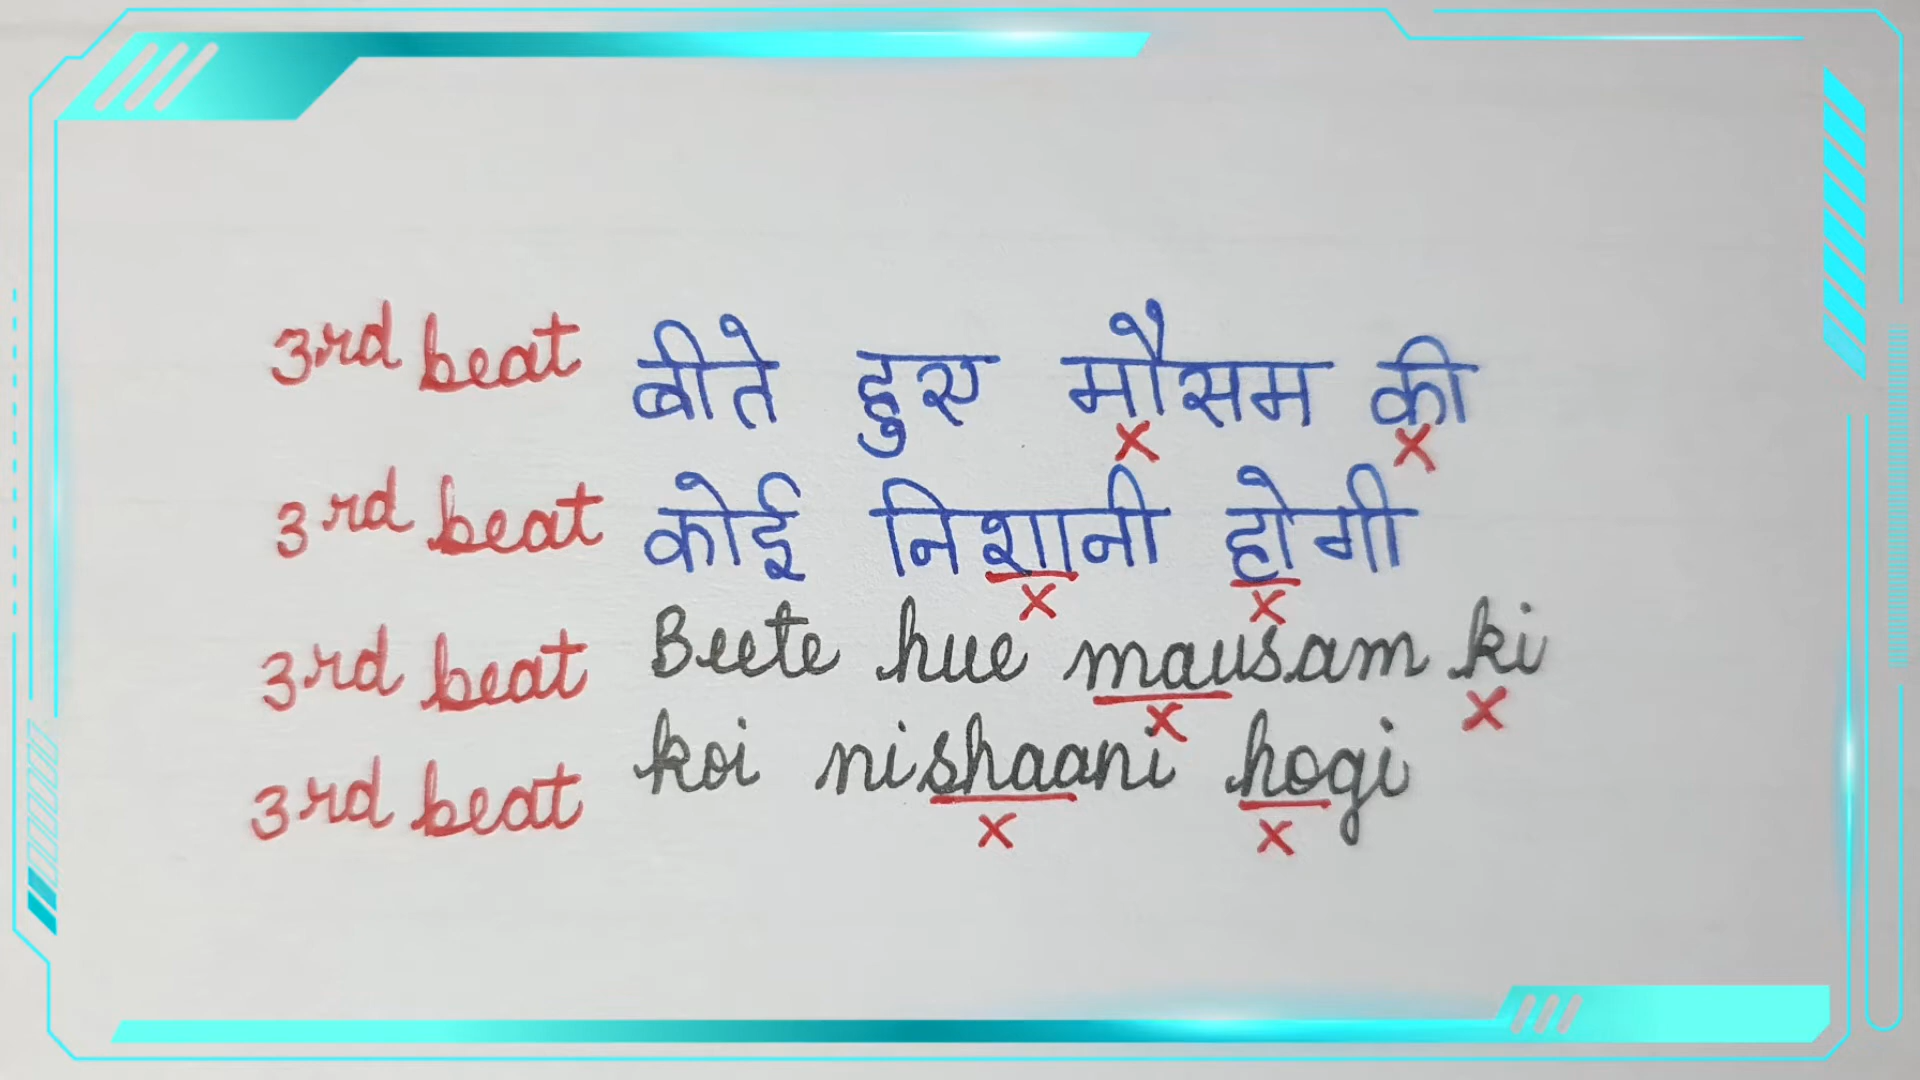 3rd beat बीते हुए मौसम की
x x
3rd beat कोई निशानी होगी
x x
3rd beat Beete hue mausam ki
x x
3rd beat koi nishaani hogi
x x